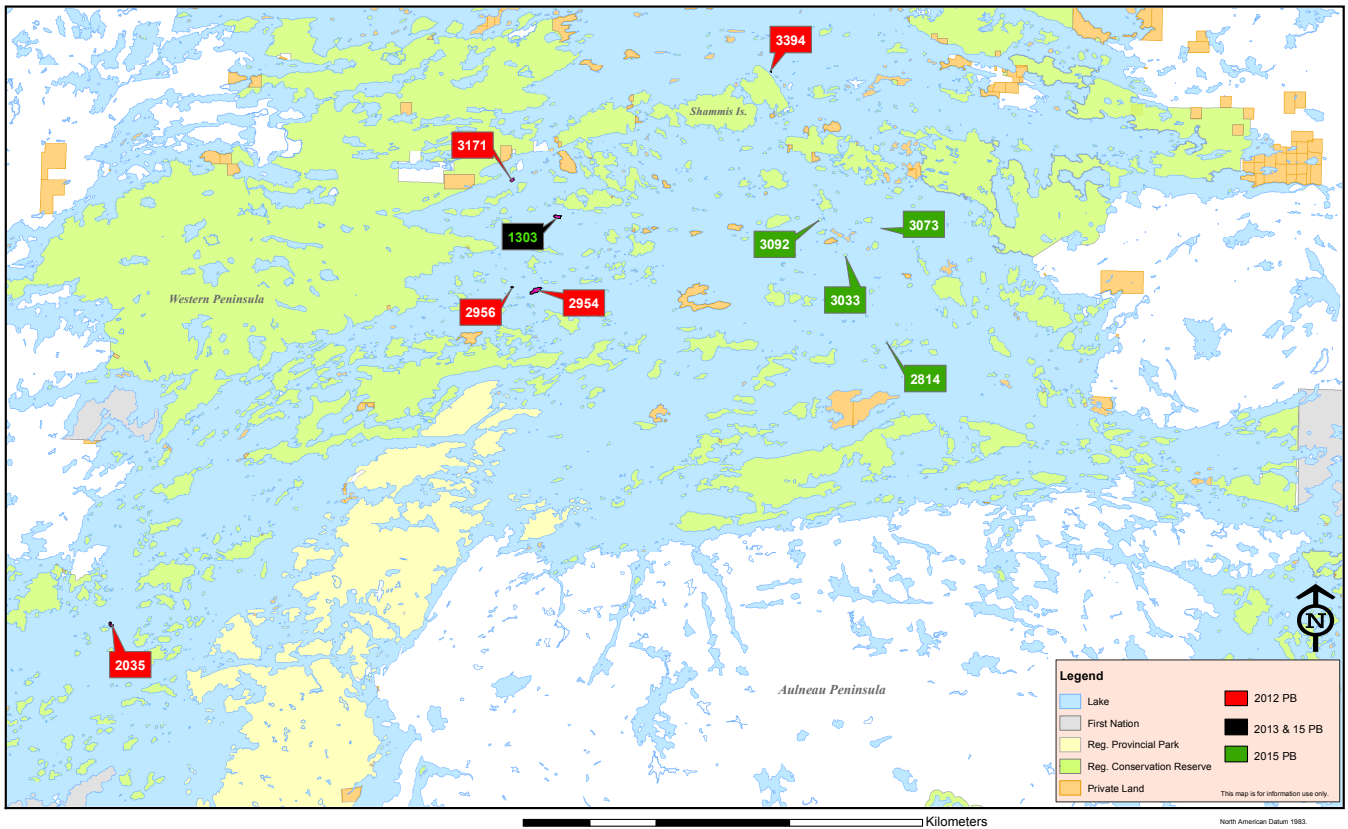 3394
Shammis Is.
3171
1303
3092
3073
Western Peninsula
2956
2954
3033
2814
2035
Aulneau Peninsula
N
Legend
Lake
First Nation
Reg. Provincial Park
Reg. Conservation Reserve
Private Land
2012 PB
2013 & 15 PB
2015 PB
This map is for information use only.
Kilometers
North American Datum 1983.